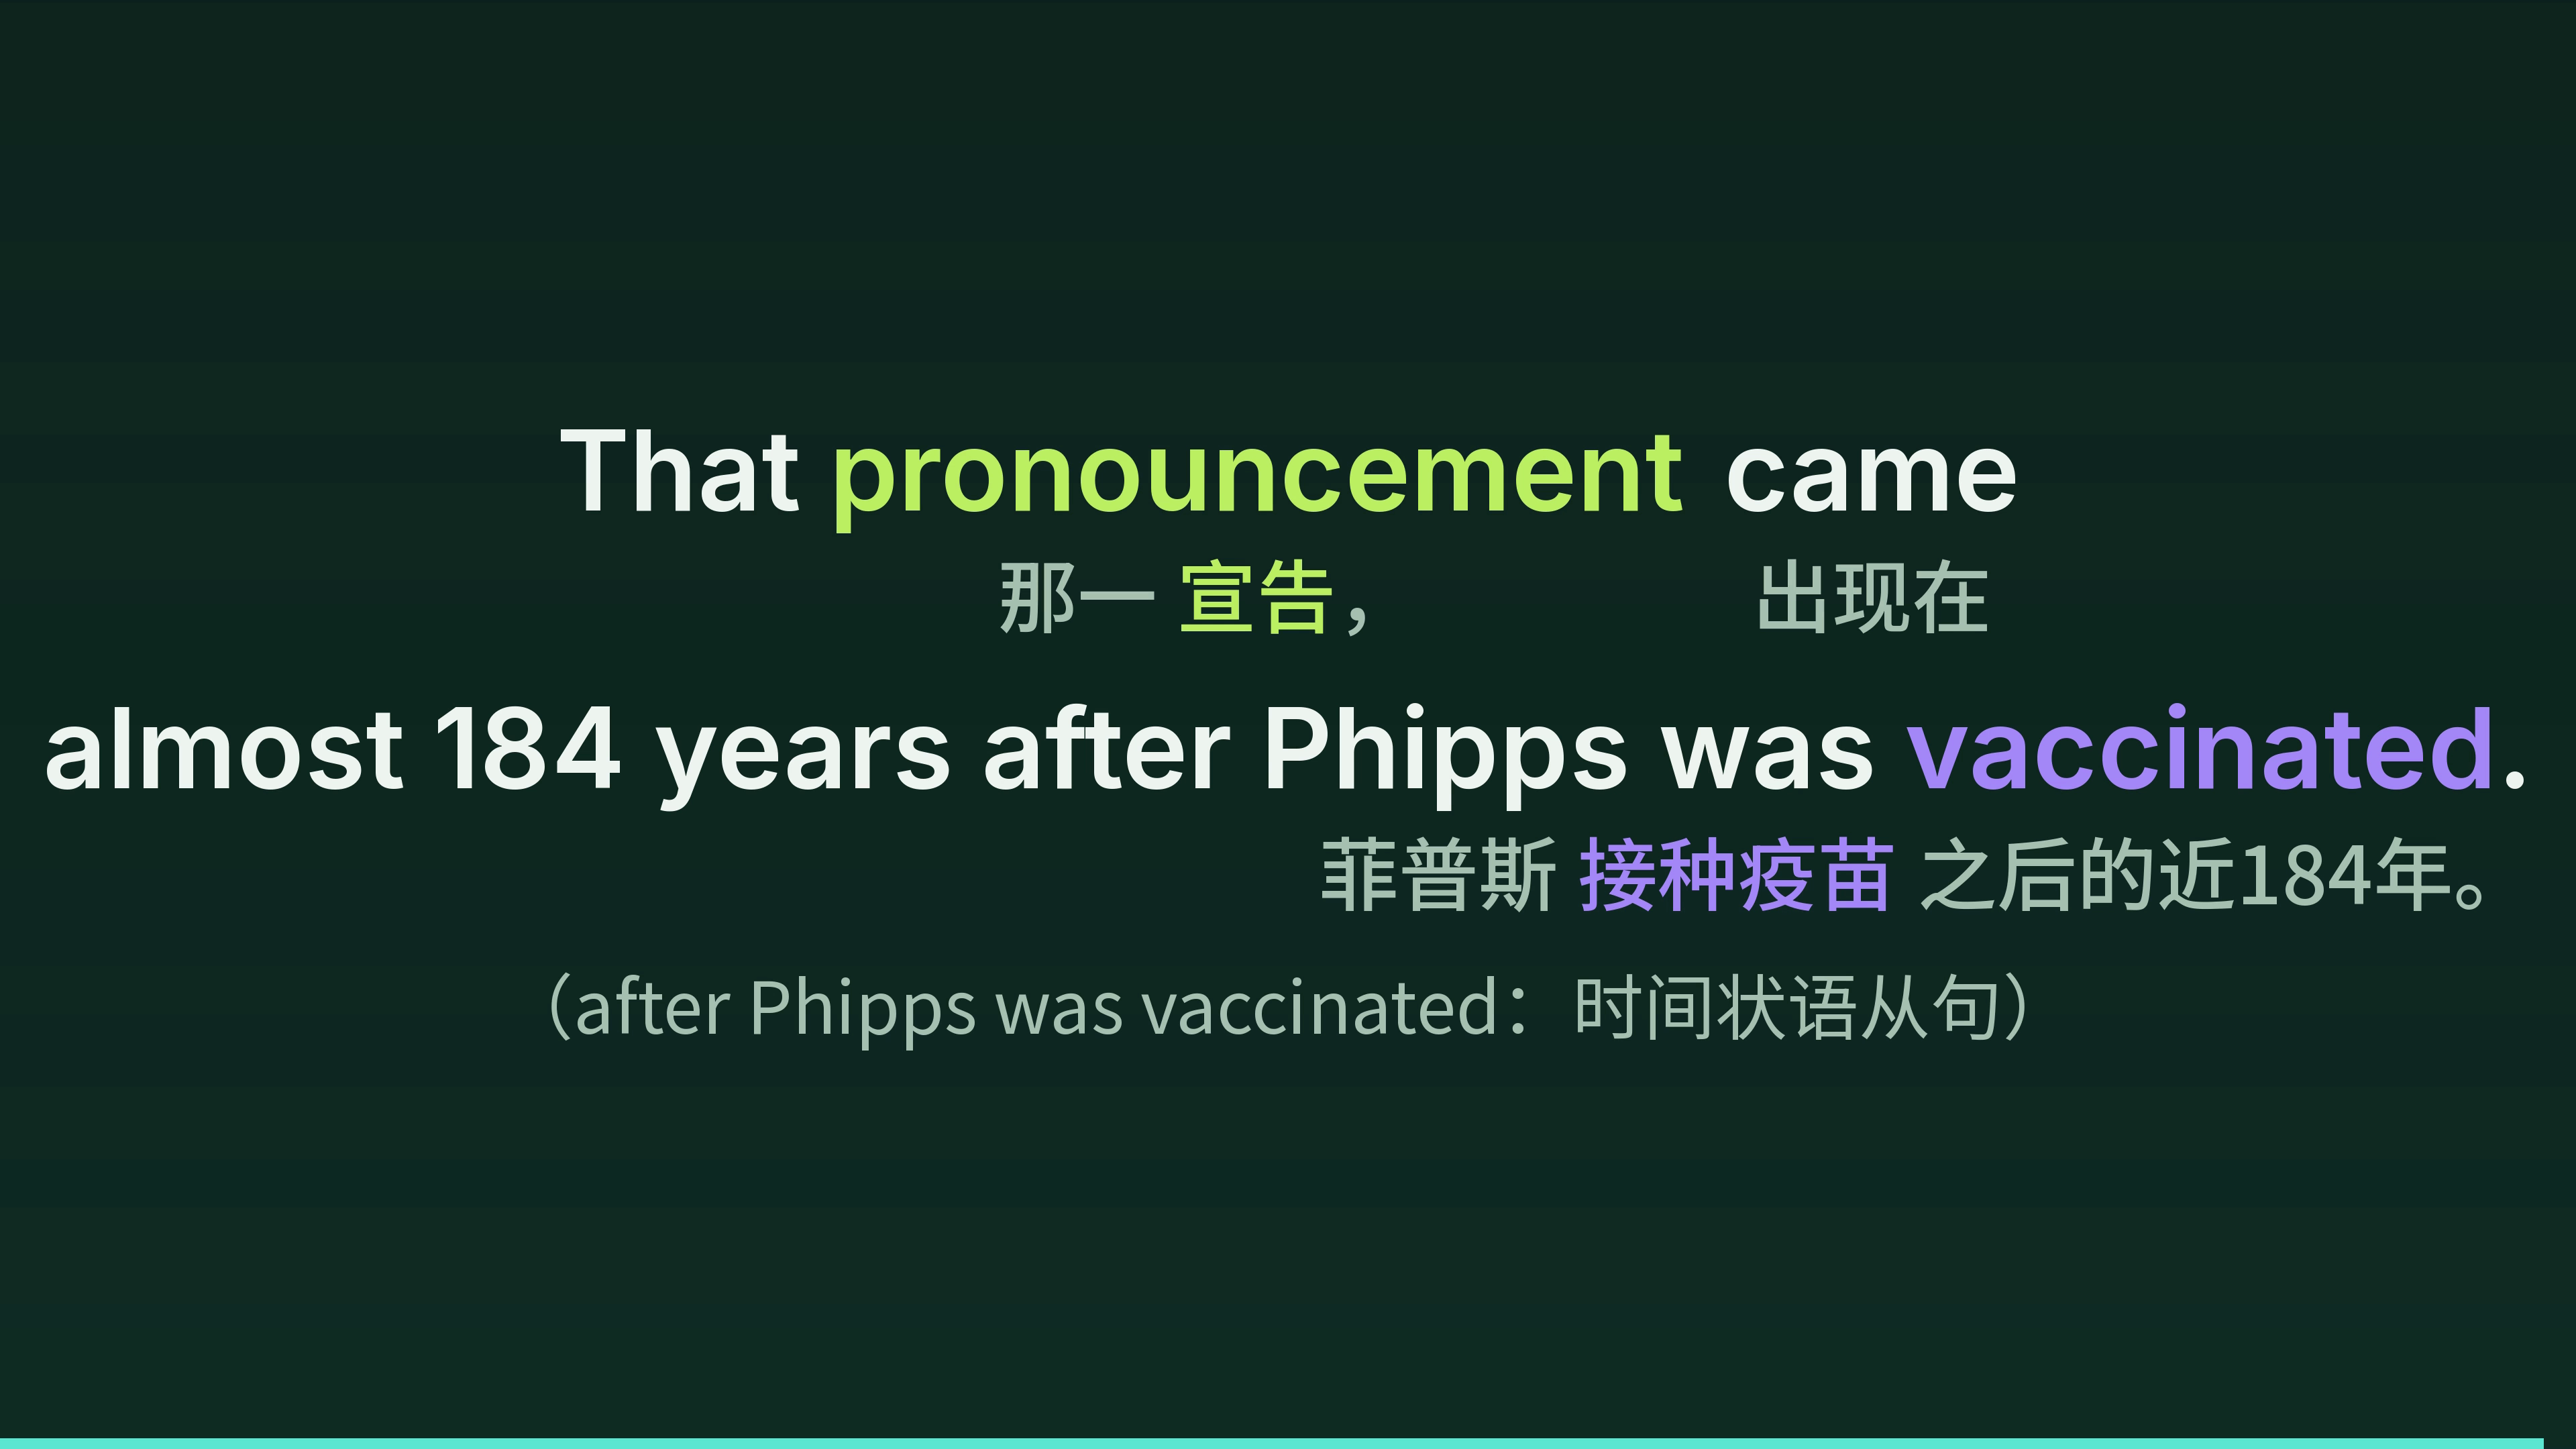 That pronouncement came
那一 宣告， 出现在
almost 184 years after Phipps was vaccinated.
菲普斯 接种疫苗 之后的近184年。
（after Phipps was vaccinated：时间状语从句）